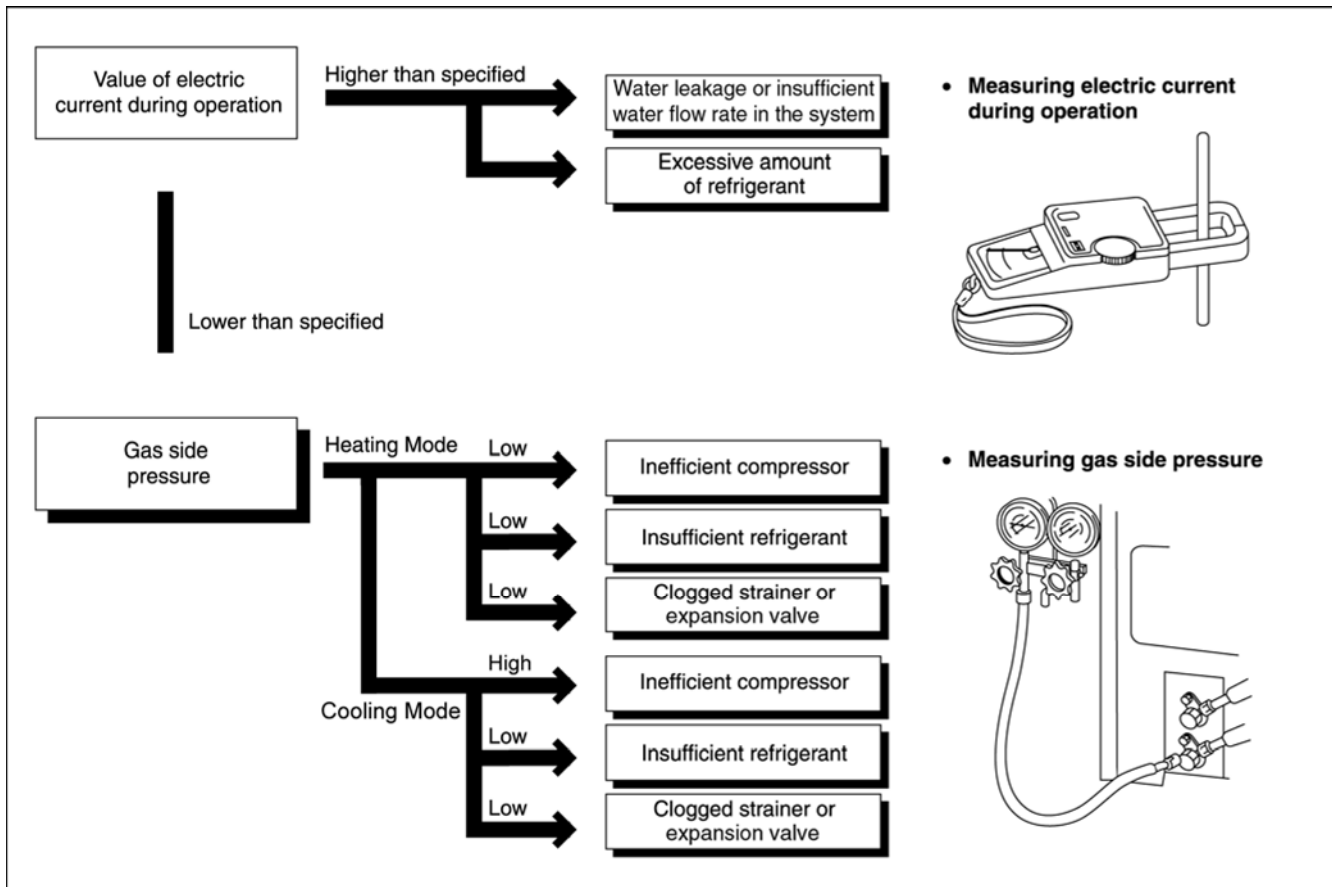 Value of electric
current during operation
Higher than specified
Water leakage or insufficient
water flow rate in the system
Excessive amount
of refrigerant
• Measuring electric current
during operation
Lower than specified
Gas side
pressure
Heating Mode
Low
Inefficient compressor
Low
Insufficient refrigerant
Low
Clogged strainer or
expansion valve
High
Inefficient compressor
Cooling Mode
Low
Insufficient refrigerant
Low
Clogged strainer or
expansion valve
• Measuring gas side pressure